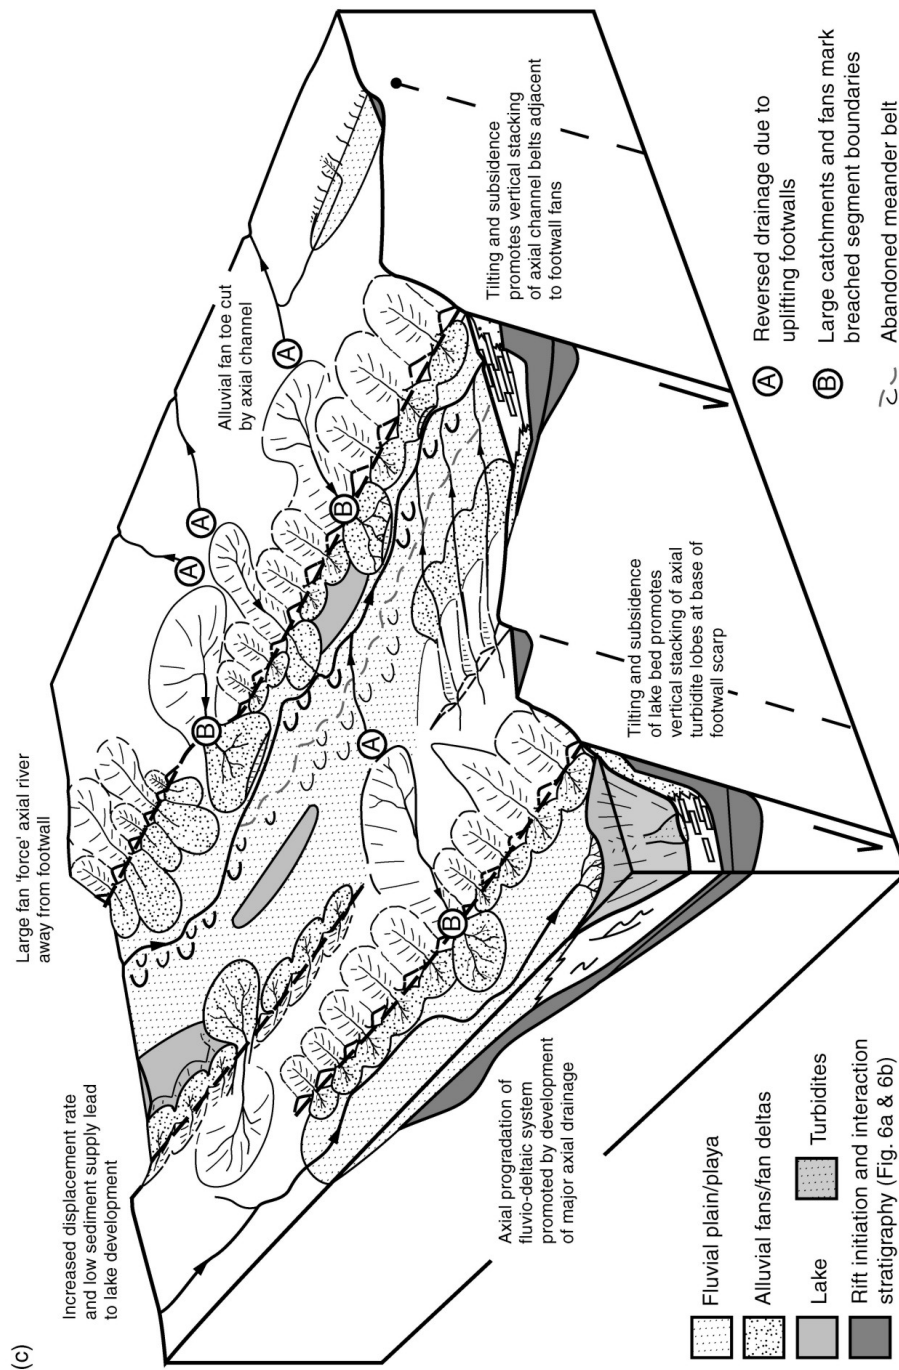 (c)
Increased displacement rate
and low sediment supply lead
to lake development
Large fan 'force' axial river
away from footwall
Alluvial fan toe cut
by axial channel
Tilting and subsidence
promotes vertical stacking
of axial channel belts adjacent
to footwall fans
Tilting and subsidence
of lake bed promotes
vertical stacking of axial
turbidite lobes at base of
footwall scarp
Axial progradation of
fluvio-deltaic system
promoted by development
of major axial drainage
A
A
A
A
B
B
B
Fluvial plain/playa
Alluvial fans/fan deltas
Lake
Turbidites
Rift initiation and interaction
stratigraphy (Fig. 6a & 6b)
A
Reversed drainage due to
uplifting footwalls
B
Large catchments and fans mark
breached segment boundaries
Abandoned meander belt